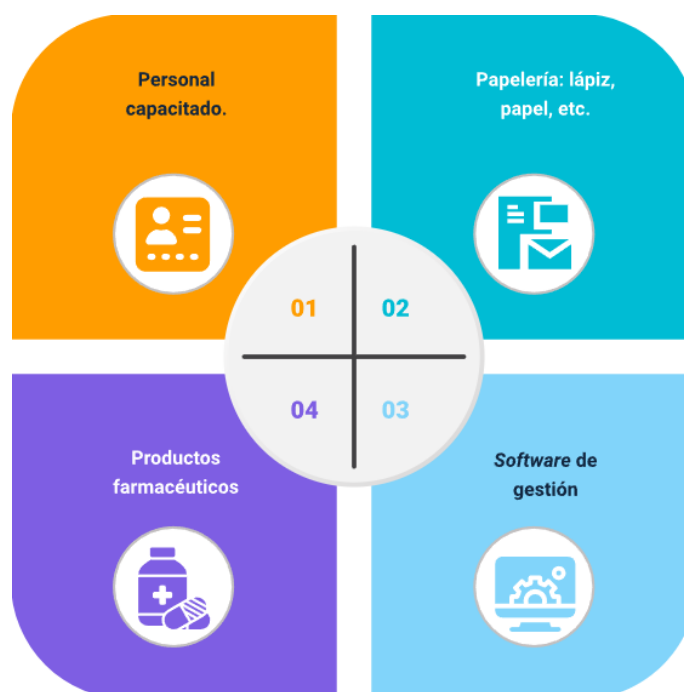 Personal
capacitado.
Papelería: lápiz,
papel, etc.
01
02
04
03
Productos
farmacéuticos
Software de
gestión